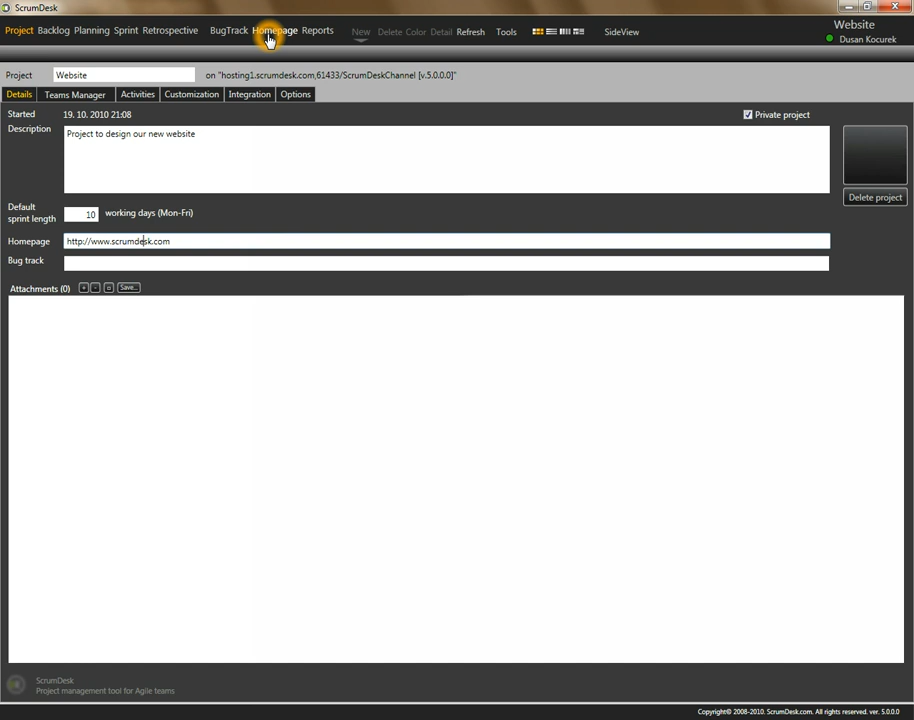 ScrumDesk
Project Backlog Planning Sprint Retrospective BugTrack Homepage Reports New Delete Color Detail Refresh Tools SideView
Website
Dusan Kocurek
Project Website on "hosting1.scrumdesk.com,61433/ScrumDeskChannel [v.5.0.0.0]"
Details Teams Manager Activities Customization Integration Options
Started 19. 10. 2010 21:08 Private project
Description Project to design our new website
Delete project
Default
sprint length 10 working days (Mon-Fri)
Homepage http://www.scrumdesk.com
Bug track
Attachments (0) + - Save...
ScrumDesk
Project management tool for Agile teams
Copyright© 2008-2010, ScrumDesk.com. All rights reserved. ver. 5.0.0.0